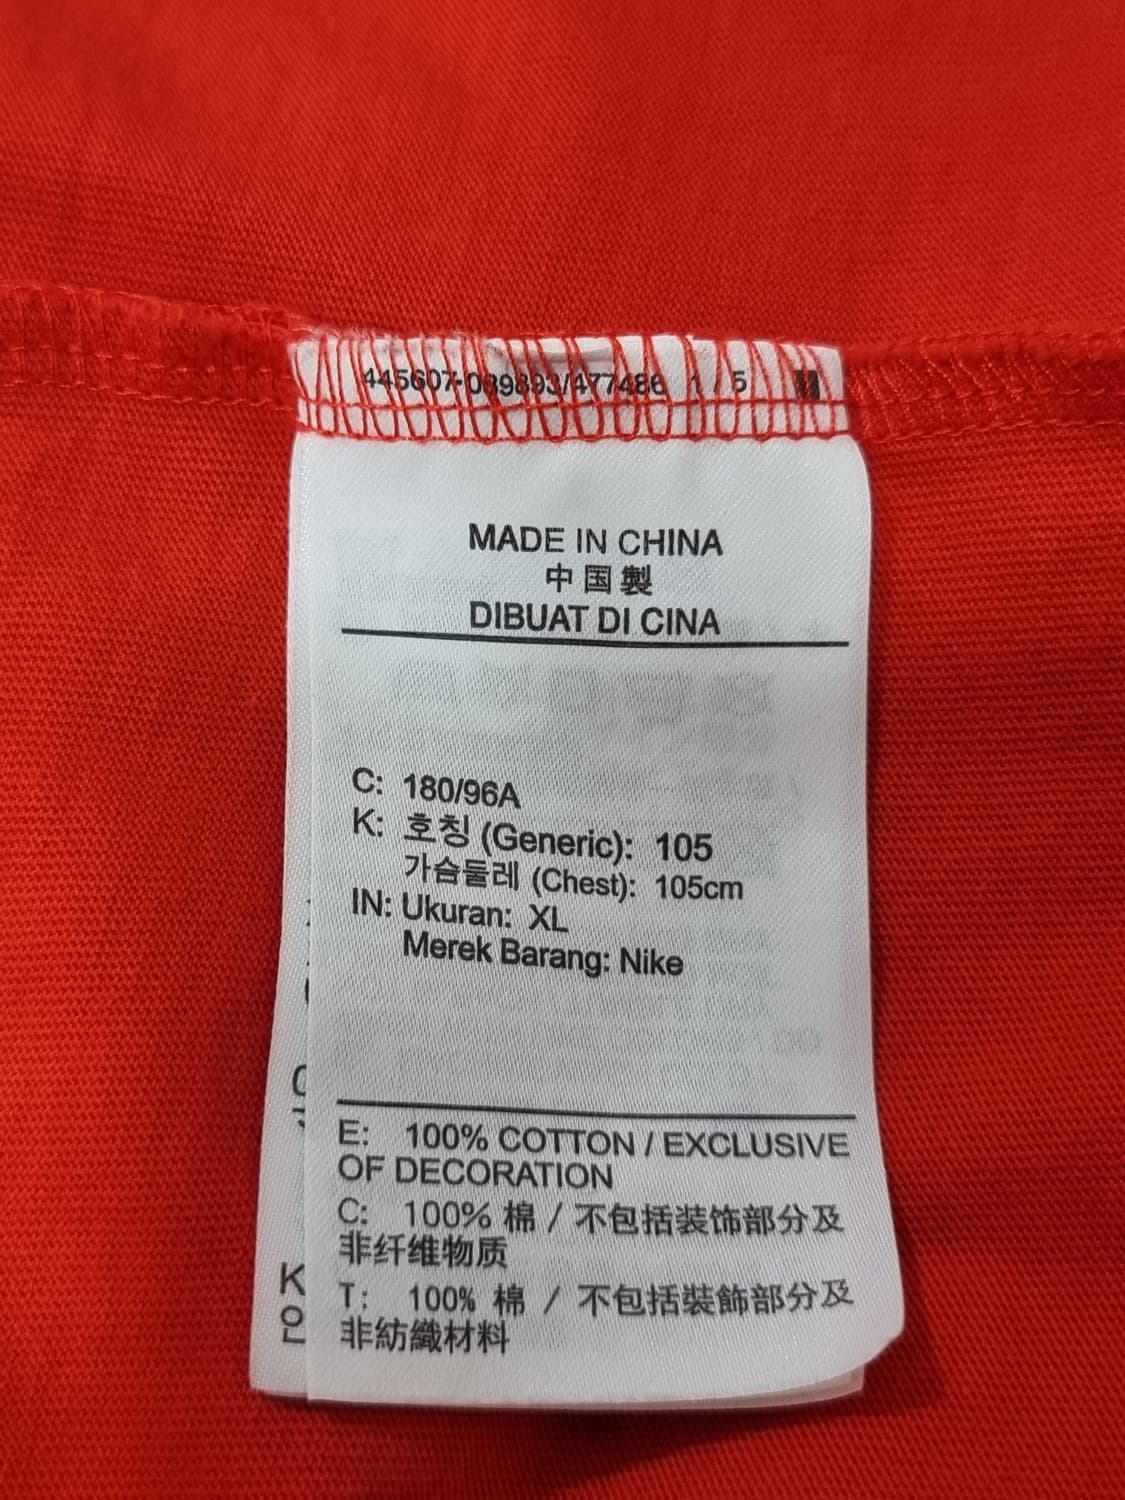 445607-089893/477486 1 / 5
MADE IN CHINA
中国製
DIBUAT DI CINA
C: 180/96A
K: 호칭 (Generic): 105
가슴둘레 (Chest): 105cm
IN: Ukuran: XL
Merek Barang: Nike
E: 100% COTTON / EXCLUSIVE
OF DECORATION
C: 100% 棉 / 不包括装饰部分及
非纤维物质
T: 100% 棉 / 不包括裝飾部分及
非紡織材料
K